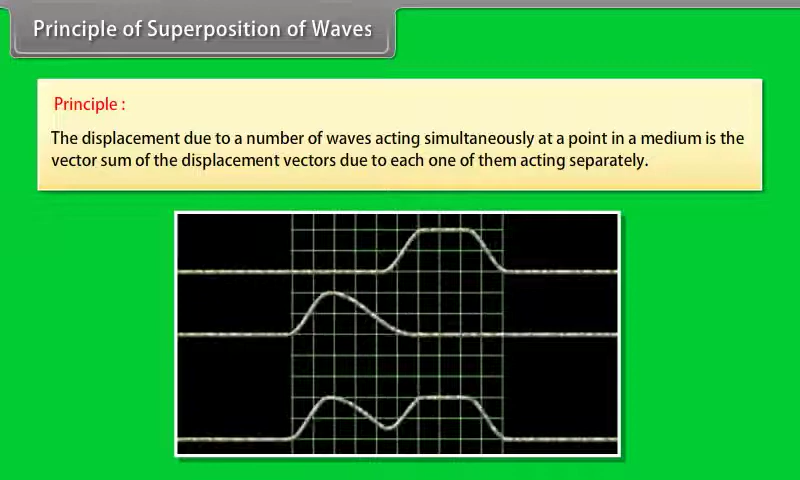 Principle of Superposition of Waves
Principle :
The displacement due to a number of waves acting simultaneously at a point in a medium is the
vector sum of the displacement vectors due to each one of them acting separately.